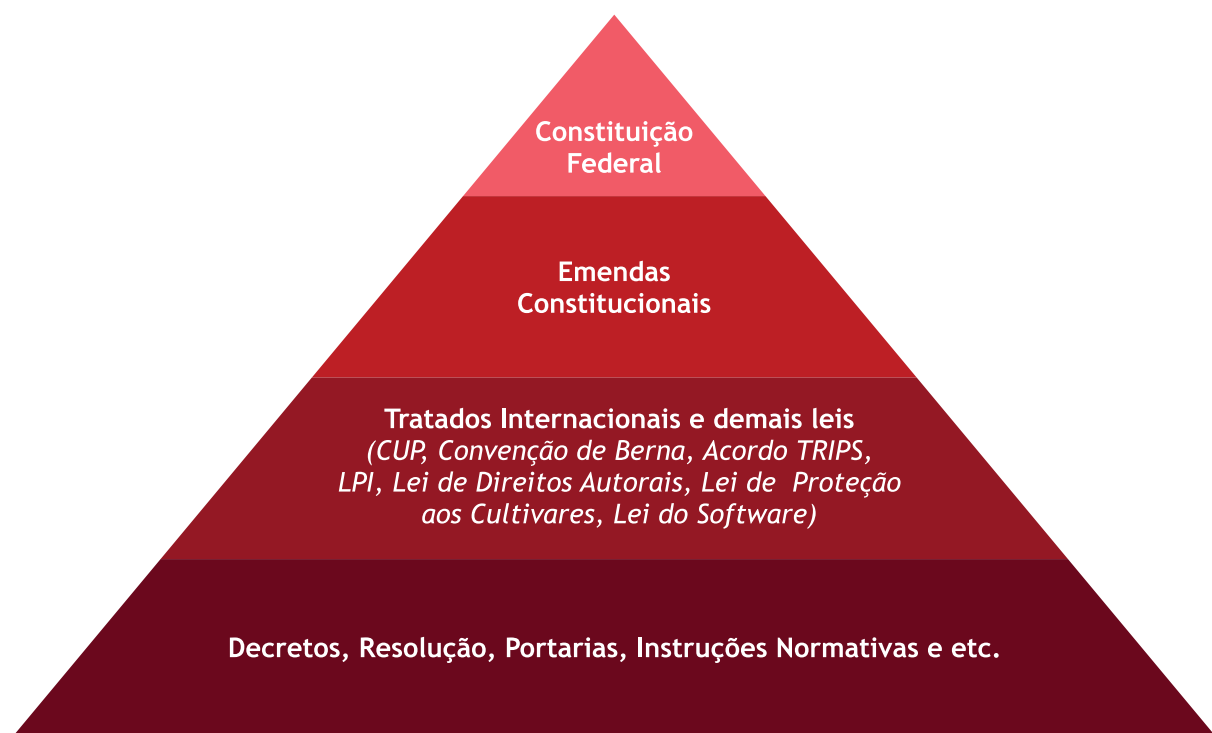 Constituição
Federal
Emendas
Constitucionais
Tratados Internacionais e demais leis
(CUP, Convenção de Berna, Acordo TRIPS,
LPI, Lei de Direitos Autorais, Lei de  Proteção
aos Cultivares, Lei do Software)
Decretos, Resolução, Portarias, Instruções Normativas e etc.